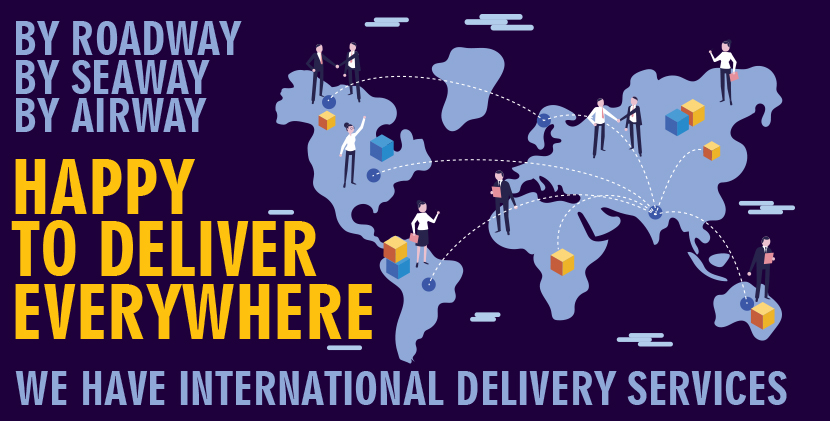 BY ROADWAY
BY SEAWAY
BY AIRWAY
HAPPY
TO DELIVER
EVERYWHERE
WE HAVE INTERNATIONAL DELIVERY SERVICES